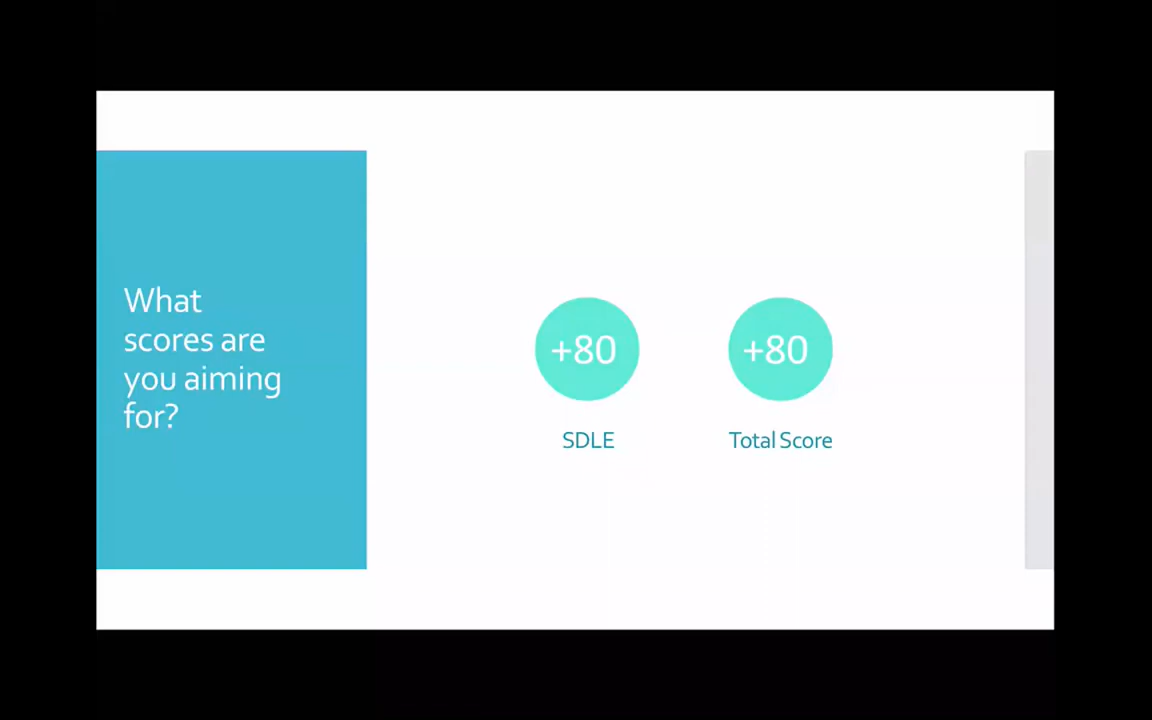 What
scores are
you aiming
for?
+80
+80
SDLE
Total Score